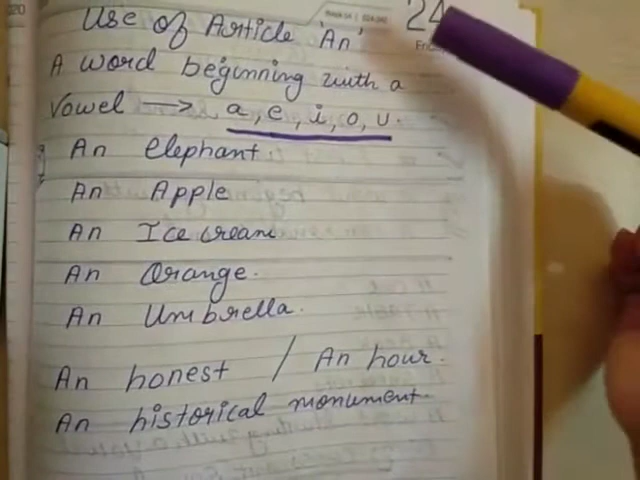 Use of Article 'An'
24
A word beginning with a
Vowel → a, e, i, o, u.
An elephant
An Apple
An Ice cream
An Orange.
An Umbrella.
An honest / An hour.
An historical monument.